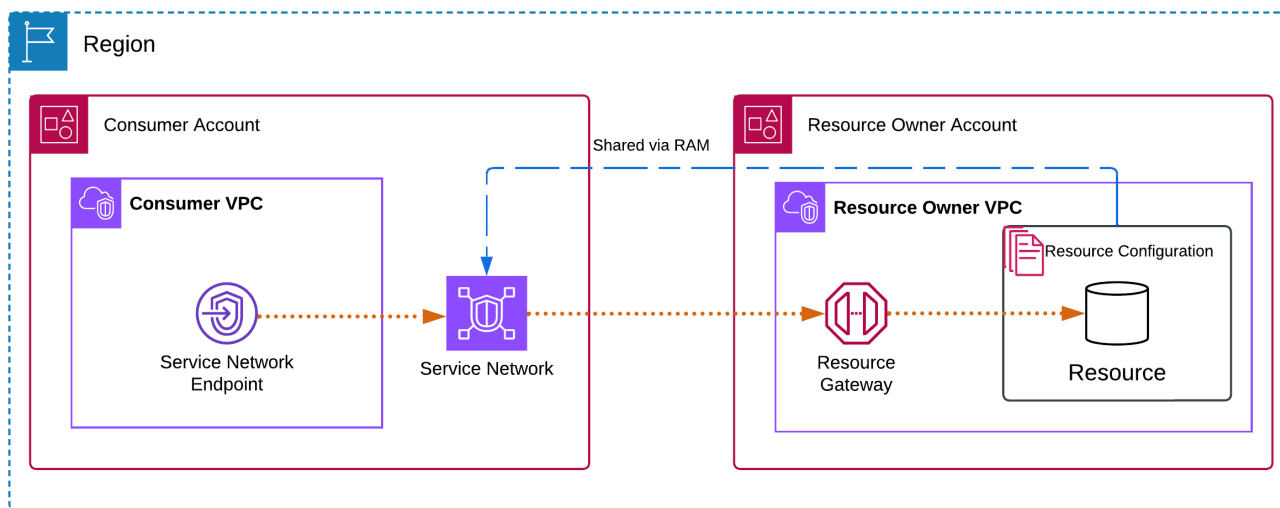 Region
Consumer Account
Shared via RAM
Resource Owner Account
Consumer VPC
Resource Owner VPC
Resource Configuration
Service Network
Endpoint
Service Network
Resource
Gateway
Resource